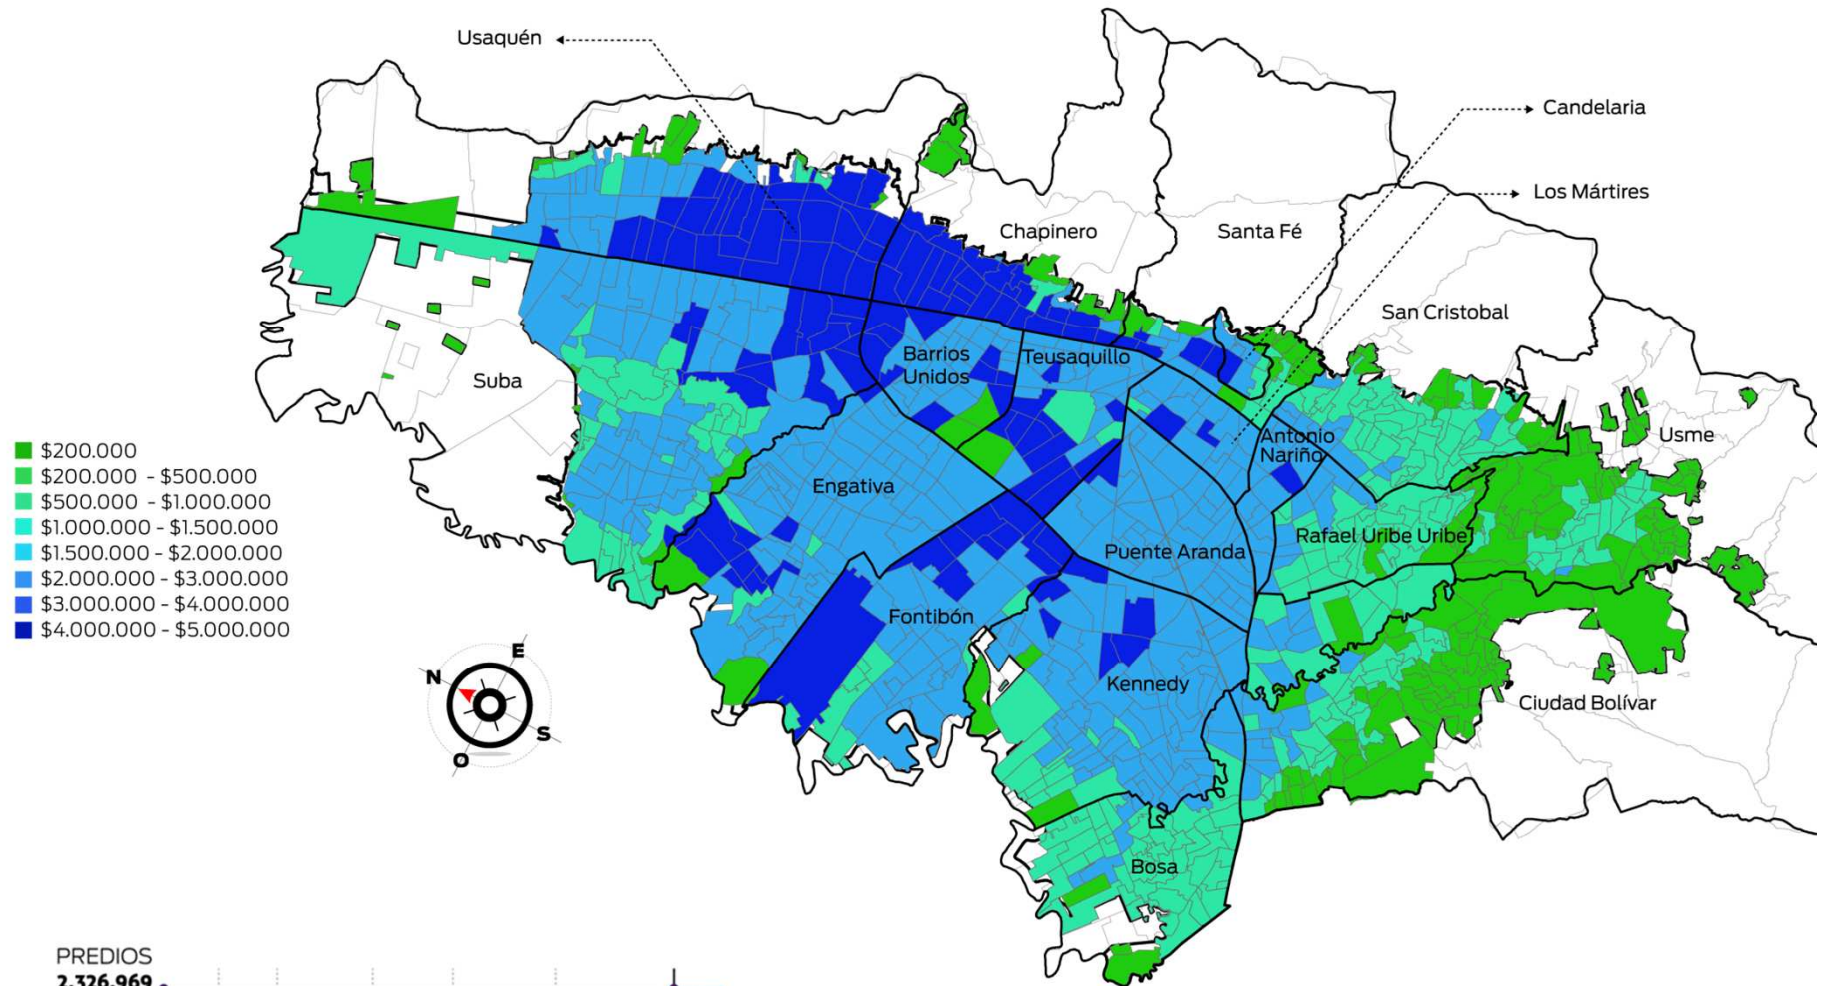 Usaquén
Candelaria
Los Mártires
Chapinero
Santa Fé
San Cristobal
Suba
Barrios
Unidos
Teusaquillo
Antonio
Nariño
Usme
Engativa
Puente Aranda
Rafael Uribe Uribe
Fontibón
Kennedy
Ciudad Bolívar
Bosa
$200.000
$200.000 - $500.000
$500.000 - $1.000.000
$1.000.000 - $1.500.000
$1.500.000 - $2.000.000
$2.000.000 - $3.000.000
$3.000.000 - $4.000.000
$4.000.000 - $5.000.000
N
E
S
O
PREDIOS
2.326.969